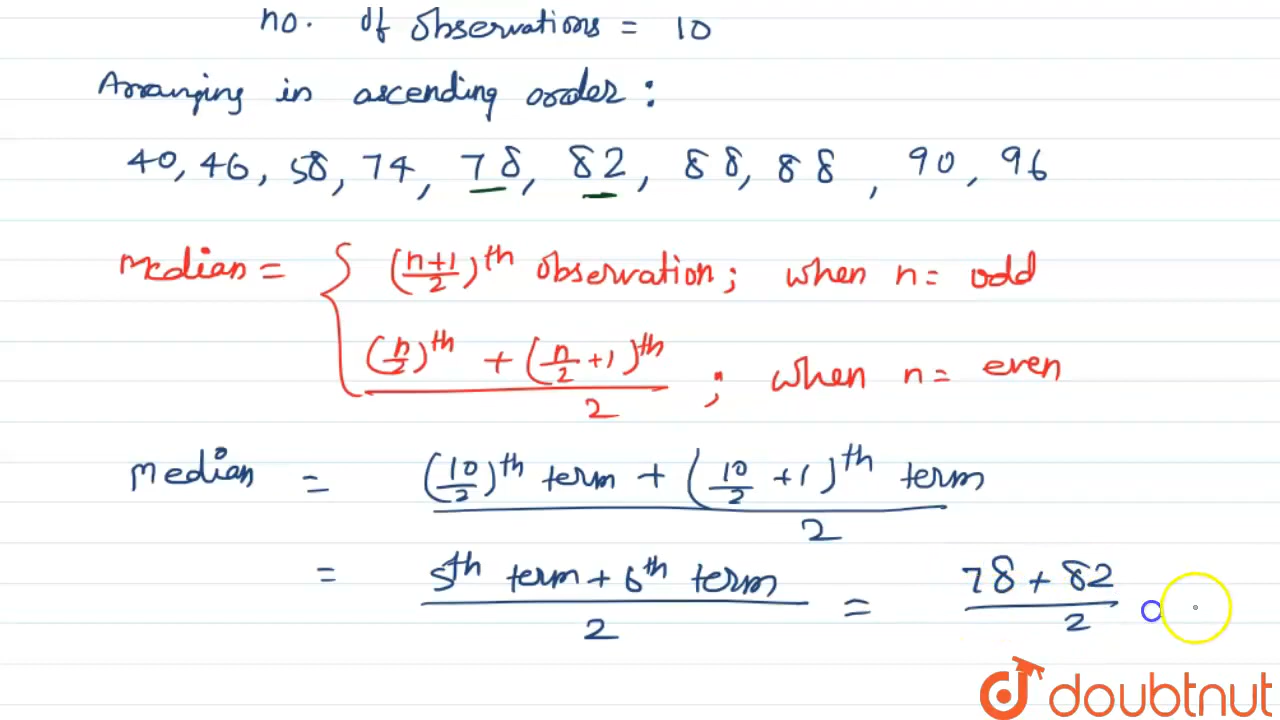 no. of observations = 10
Arranging in ascending order :
40, 46, 58, 74, 78, 82, 88, 88, 90, 96
Median = { (n+1/2)th observation ; when n = odd
(n/2)th + (n/2 + 1)th / 2 ; when n = even
Median = (10/2)th term + (10/2 + 1)th term / 2
= 5th term + 6th term / 2 = 78 + 82 / 2
doubtnut